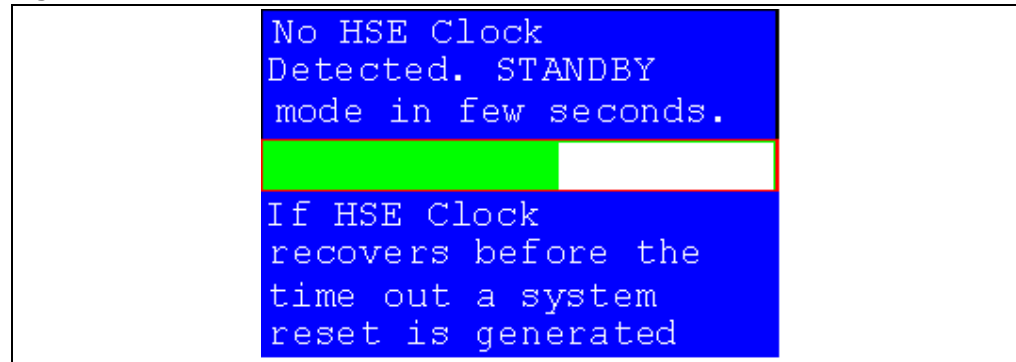 No HSE Clock
Detected. STANDBY
mode in few seconds.
If HSE Clock
recovers before the
time out a system
reset is generated